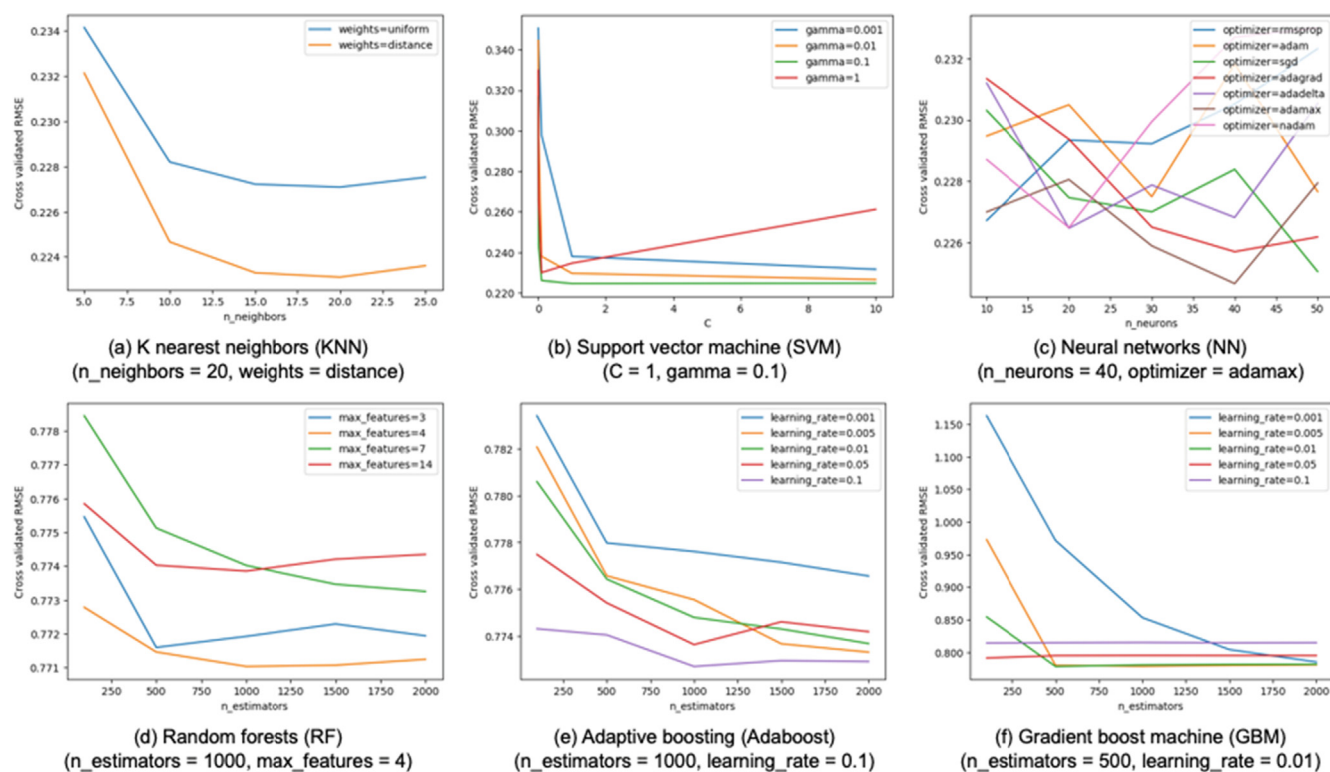 0.234
0.232
0.230
0.228
0.226
0.224
Cross validated RMSE
weights=uniform
weights=distance
5.0 7.5 10.0 12.5 15.0 17.5 20.0 22.5 25.0
n_neighbors
(a) K nearest neighbors (KNN)
(n_neighbors = 20, weights = distance)
0.340
0.320
0.300
0.280
0.260
0.240
0.220
Cross validated RMSE
gamma=0.001
gamma=0.01
gamma=0.1
gamma=1
0 2 4 6 8 10
C
(b) Support vector machine (SVM)
(C = 1, gamma = 0.1)
0.232
0.230
0.228
0.226
Cross validated RMSE
optimizer=rmsprop
optimizer=adam
optimizer=sgd
optimizer=adagrad
optimizer=adadelta
optimizer=adamax
optimizer=nadam
10 15 20 25 30 35 40 45 50
n_neurons
(c) Neural networks (NN)
(n_neurons = 40, optimizer = adamax)
0.778
0.777
0.776
0.775
0.774
0.773
0.772
0.771
Cross validated RMSE
max_features=3
max_features=4
max_features=7
max_features=14
250 500 750 1000 1250 1500 1750 2000
n_estimators
(d) Random forests (RF)
(n_estimators = 1000, max_features = 4)
0.782
0.780
0.778
0.776
0.774
Cross validated RMSE
learning_rate=0.001
learning_rate=0.005
learning_rate=0.01
learning_rate=0.05
learning_rate=0.1
250 500 750 1000 1250 1500 1750 2000
n_estimators
(e) Adaptive boosting (Adaboost)
(n_estimators = 1000, learning_rate = 0.1)
1.150
1.100
1.050
1.000
0.950
0.900
0.850
0.800
Cross validated RMSE
learning_rate=0.001
learning_rate=0.005
learning_rate=0.01
learning_rate=0.05
learning_rate=0.1
250 500 750 1000 1250 1500 1750 2000
n_estimators
(f) Gradient boost machine (GBM)
(n_estimators = 500, learning_rate = 0.01)